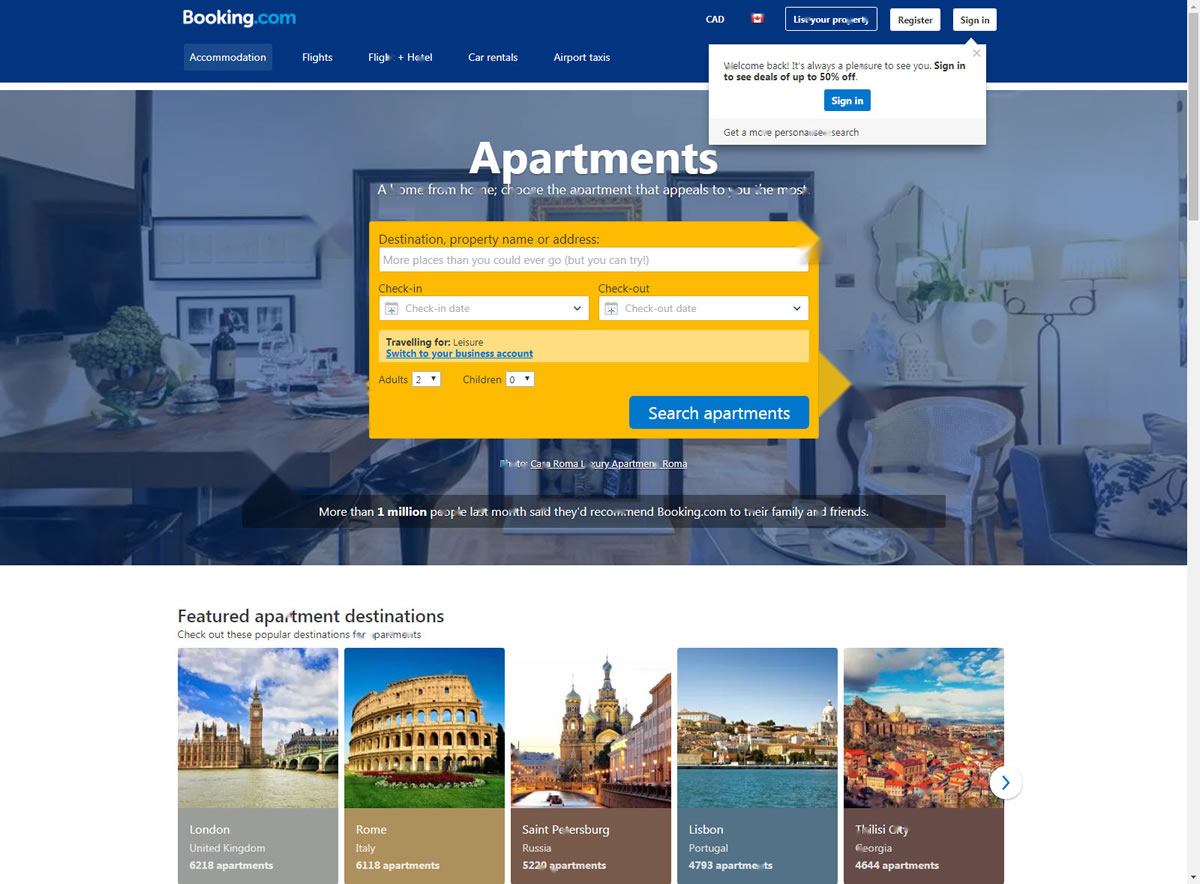 Booking.com
CAD
List your property
Register
Sign in
Accommodation
Flights
Flight + Hotel
Car rentals
Airport taxis
Welcome back! It's always a pleasure to see you. Sign in
to see deals of up to 50% off.
Sign in
Get a more search
Apartments
A home from home; choose the apartment that appeals to you the most.
Destination, property name or address:
More places than you could ever go (but you can try!)
Check-in
Check-out
Check-in date
Check-out date
Travelling for: Leisure
Switch to your business account
Adults 2
Children 0
Search apartments
Photo: Casa Roma Luxury Apartment, Roma
More than 1 million people last month said they'd recommend Booking.com to their family and friends.
Featured apartment destinations
Check out these popular destinations for apartments
London
United Kingdom
6218 apartments
Rome
Italy
6118 apartments
Saint Petersburg
Russia
5229 apartments
Lisbon
Portugal
4793 apartments
Tbilisi City
Georgia
4644 apartments